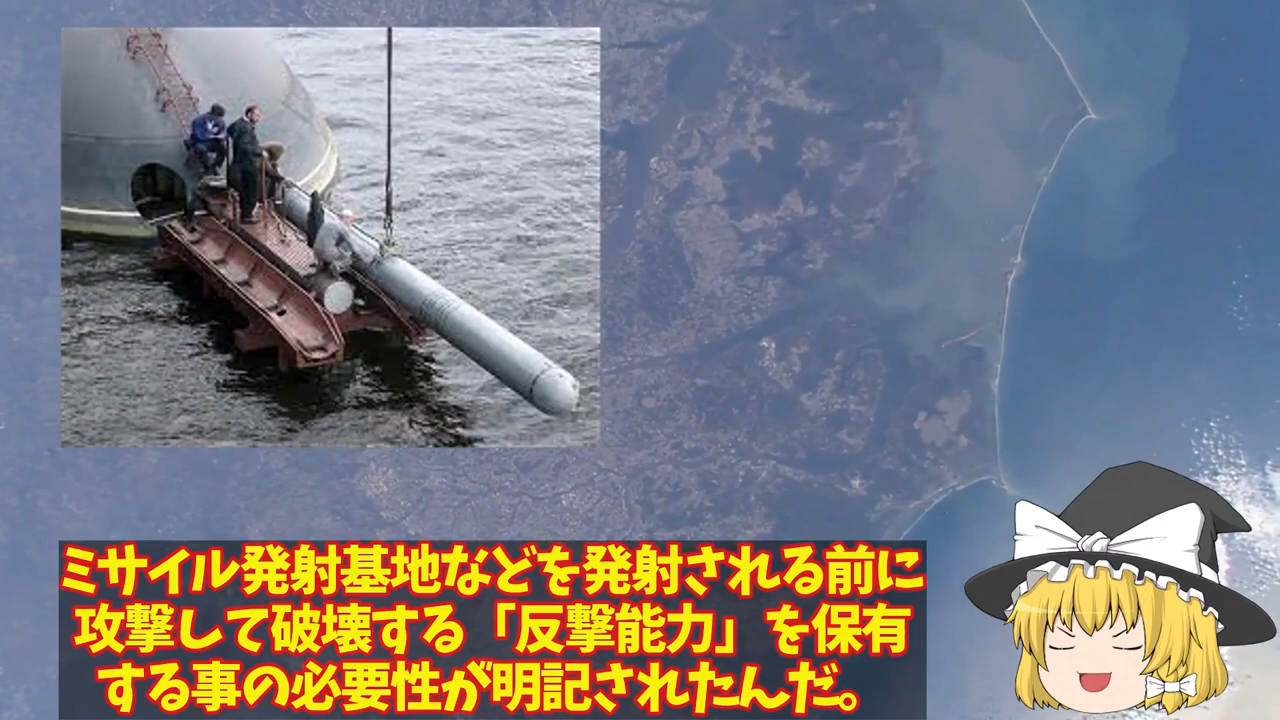 ミサイル発射基地などを発射される前に
攻撃して破壊する「反撃能力」を保有
する事の必要性が明記されたんだ。